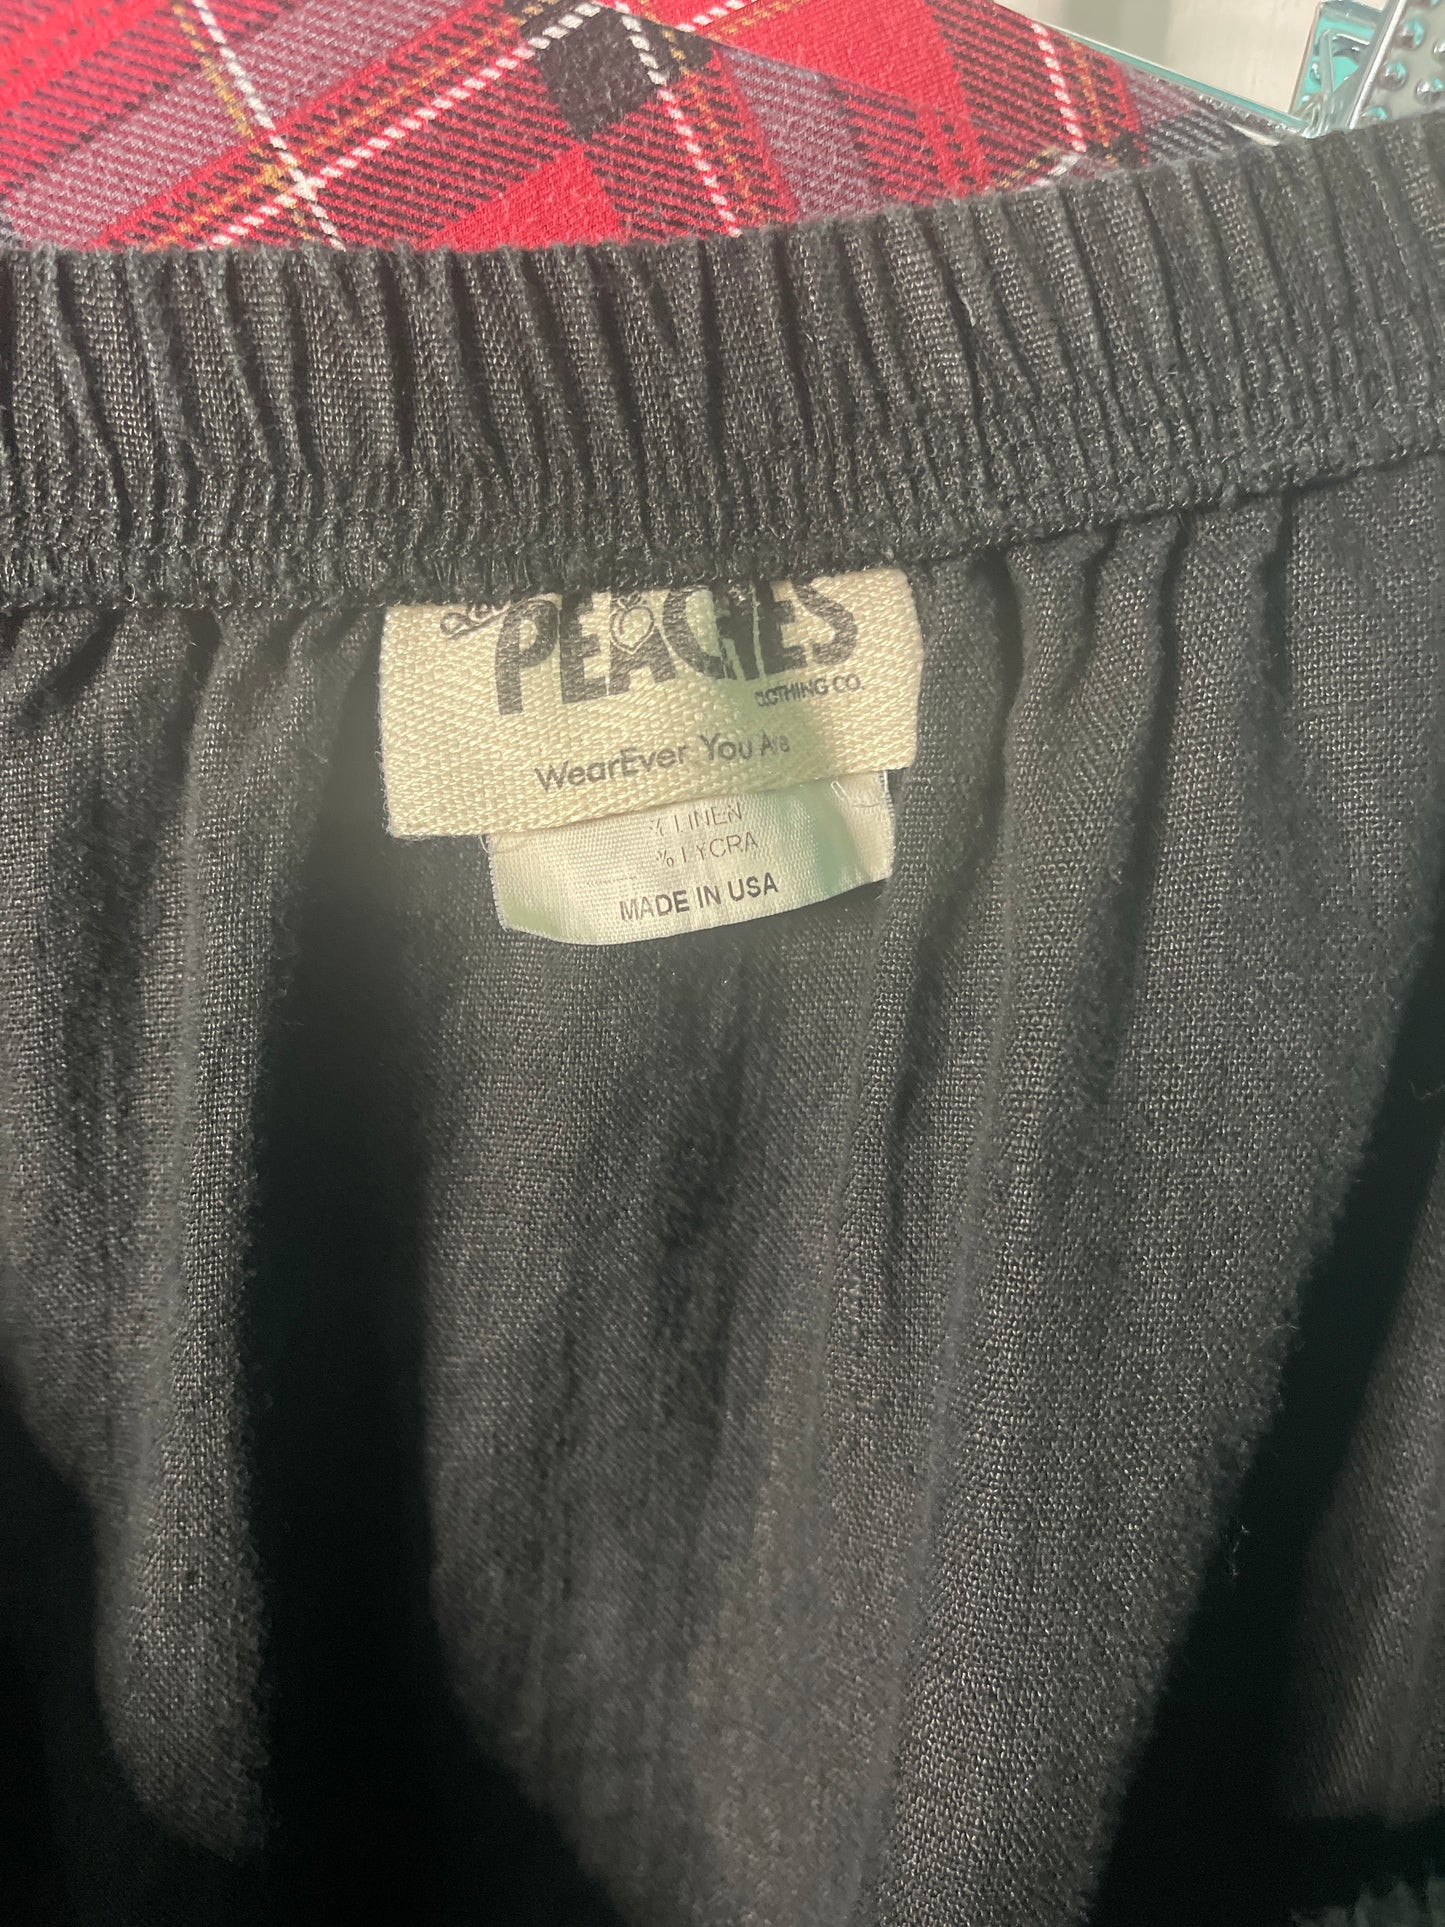 PEACHES
CLOTHING CO.
WearEver You Are
% LINEN
% LYCRA
MADE IN USA